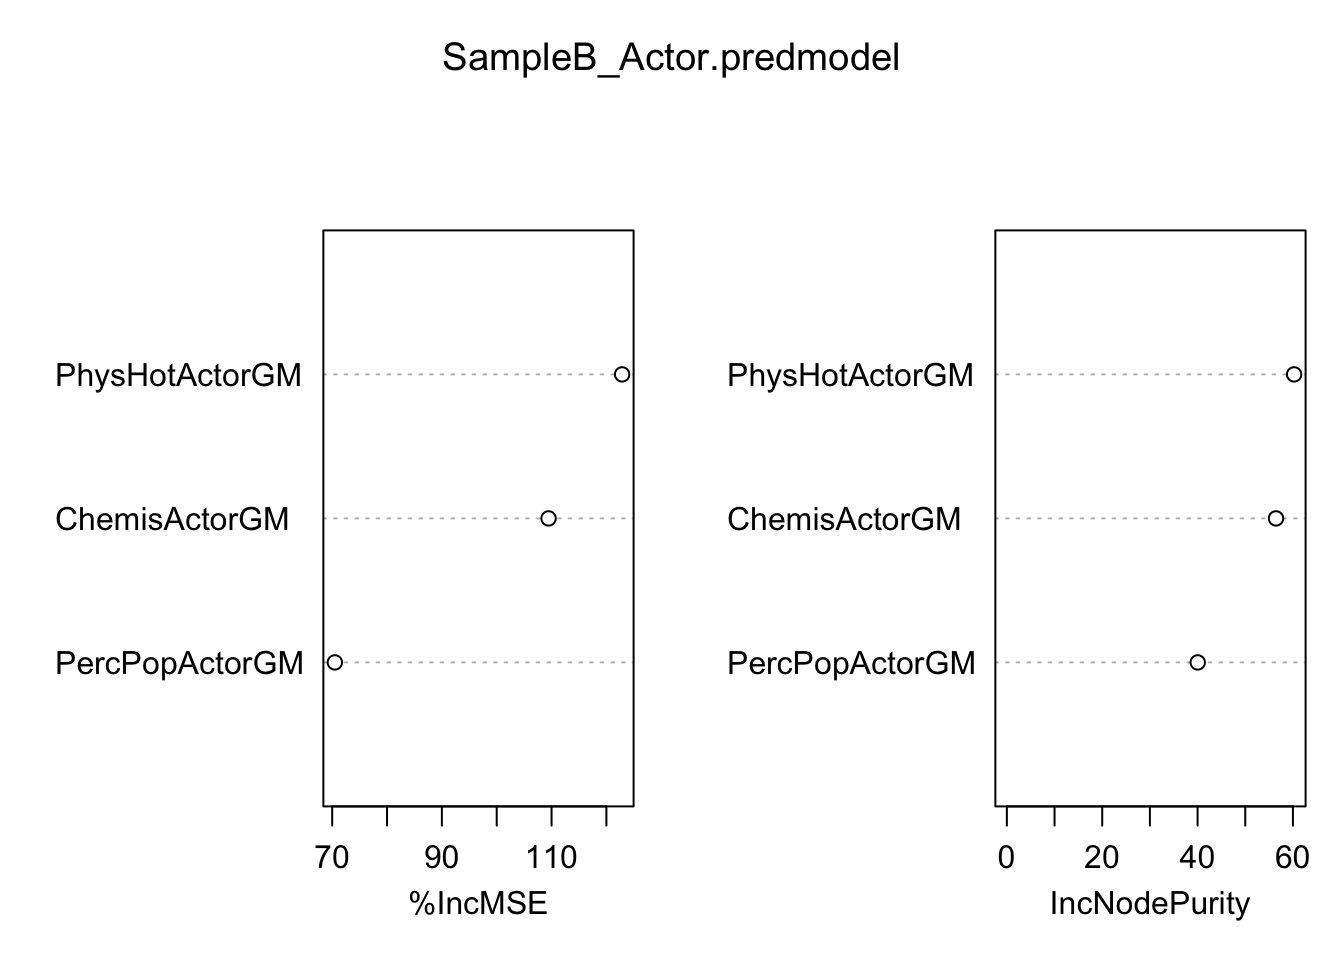 SampleB_Actor.predmodel
PhysHotActorGM
ChemisActorGM
PercPopActorGM
70 90 110
%IncMSE
PhysHotActorGM
ChemisActorGM
PercPopActorGM
0 20 40 60
IncNodePurity